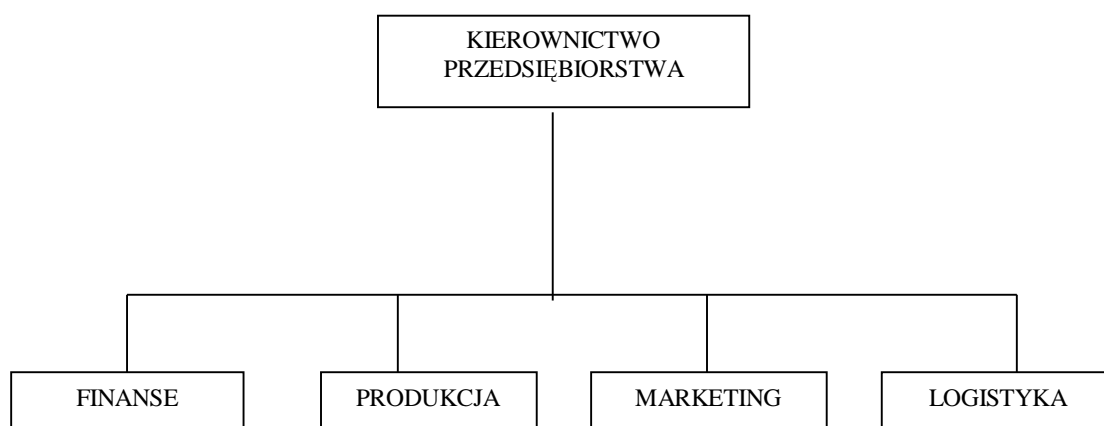 KIEROWNICTWO
PRZEDSIĘBIORSTWA
FINANSE
PRODUKCJA
MARKETING
LOGISTYKA